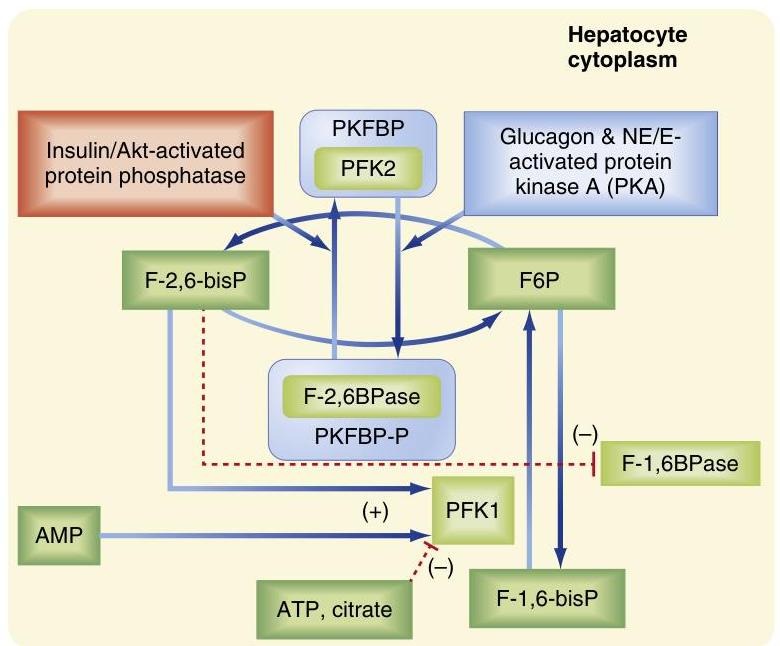 Hepatocyte
cytoplasm
Insulin/Akt-activated
protein phosphatase
PKFBP
PFK2
Glucagon & NE/E-
activated protein
kinase A (PKA)
F-2,6-bisP
F6P
F-2,6BPase
PKFBP-P
(–)
F-1,6BPase
PFK1
(+)
AMP
(–)
ATP, citrate
F-1,6-bisP